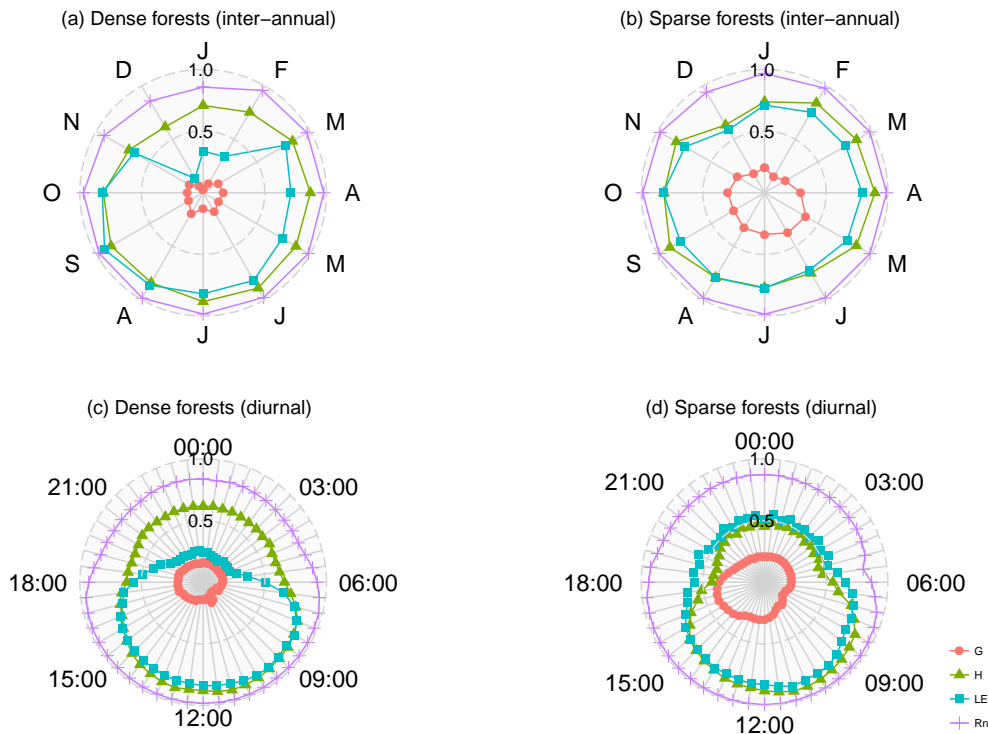 (a) Dense forests (inter−annual)
(b) Sparse forests (inter−annual)
J
1.0
D
F
N
M
0.5
O
A
S
M
A
J
J
J
1.0
D
F
N
M
0.5
O
A
S
M
A
J
J
(c) Dense forests (diurnal)
(d) Sparse forests (diurnal)
00:00
1.0
21:00
03:00
0.5
18:00
06:00
15:00
09:00
12:00
00:00
1.0
21:00
03:00
0.5
18:00
06:00
15:00
09:00
12:00
G
H
LE
Rn